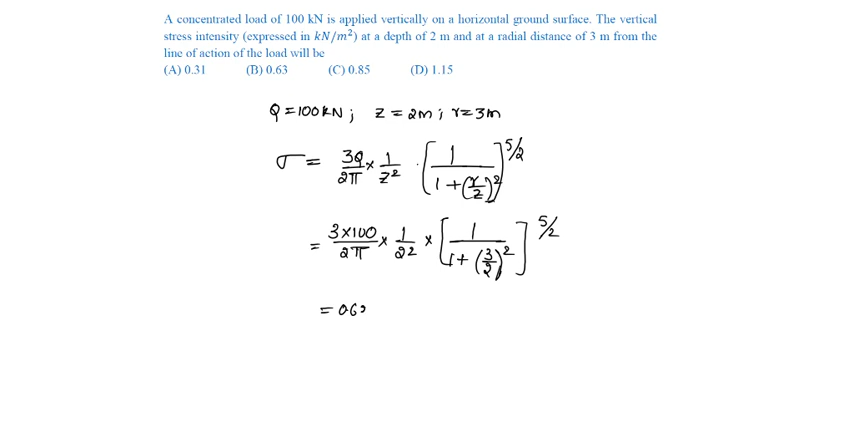 A concentrated load of 100 kN is applied vertically on a horizontal ground surface. The vertical
stress intensity (expressed in kN/m²) at a depth of 2 m and at a radial distance of 3 m from the
line of action of the load will be
(A) 0.31 (B) 0.63 (C) 0.85 (D) 1.15
Q = 100 kN ; z = 2m ; r = 3m
σ = 3Q/2π × 1/z² · [1/(1 + (r/z)²)]^5/2
= 3×100/2π × 1/2² × [1/(1 + (3/2)²)]^5/2